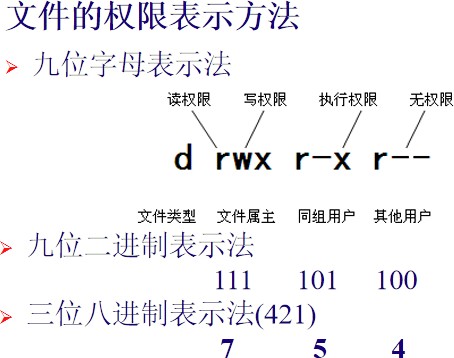 文件的权限表示方法
九位字母表示法
读权限 写权限 执行权限 无权限
d rwx r-x r--
文件类型 文件属主 同组用户 其他用户
九位二进制表示法
111 101 100
三位八进制表示法(421)
7 5 4